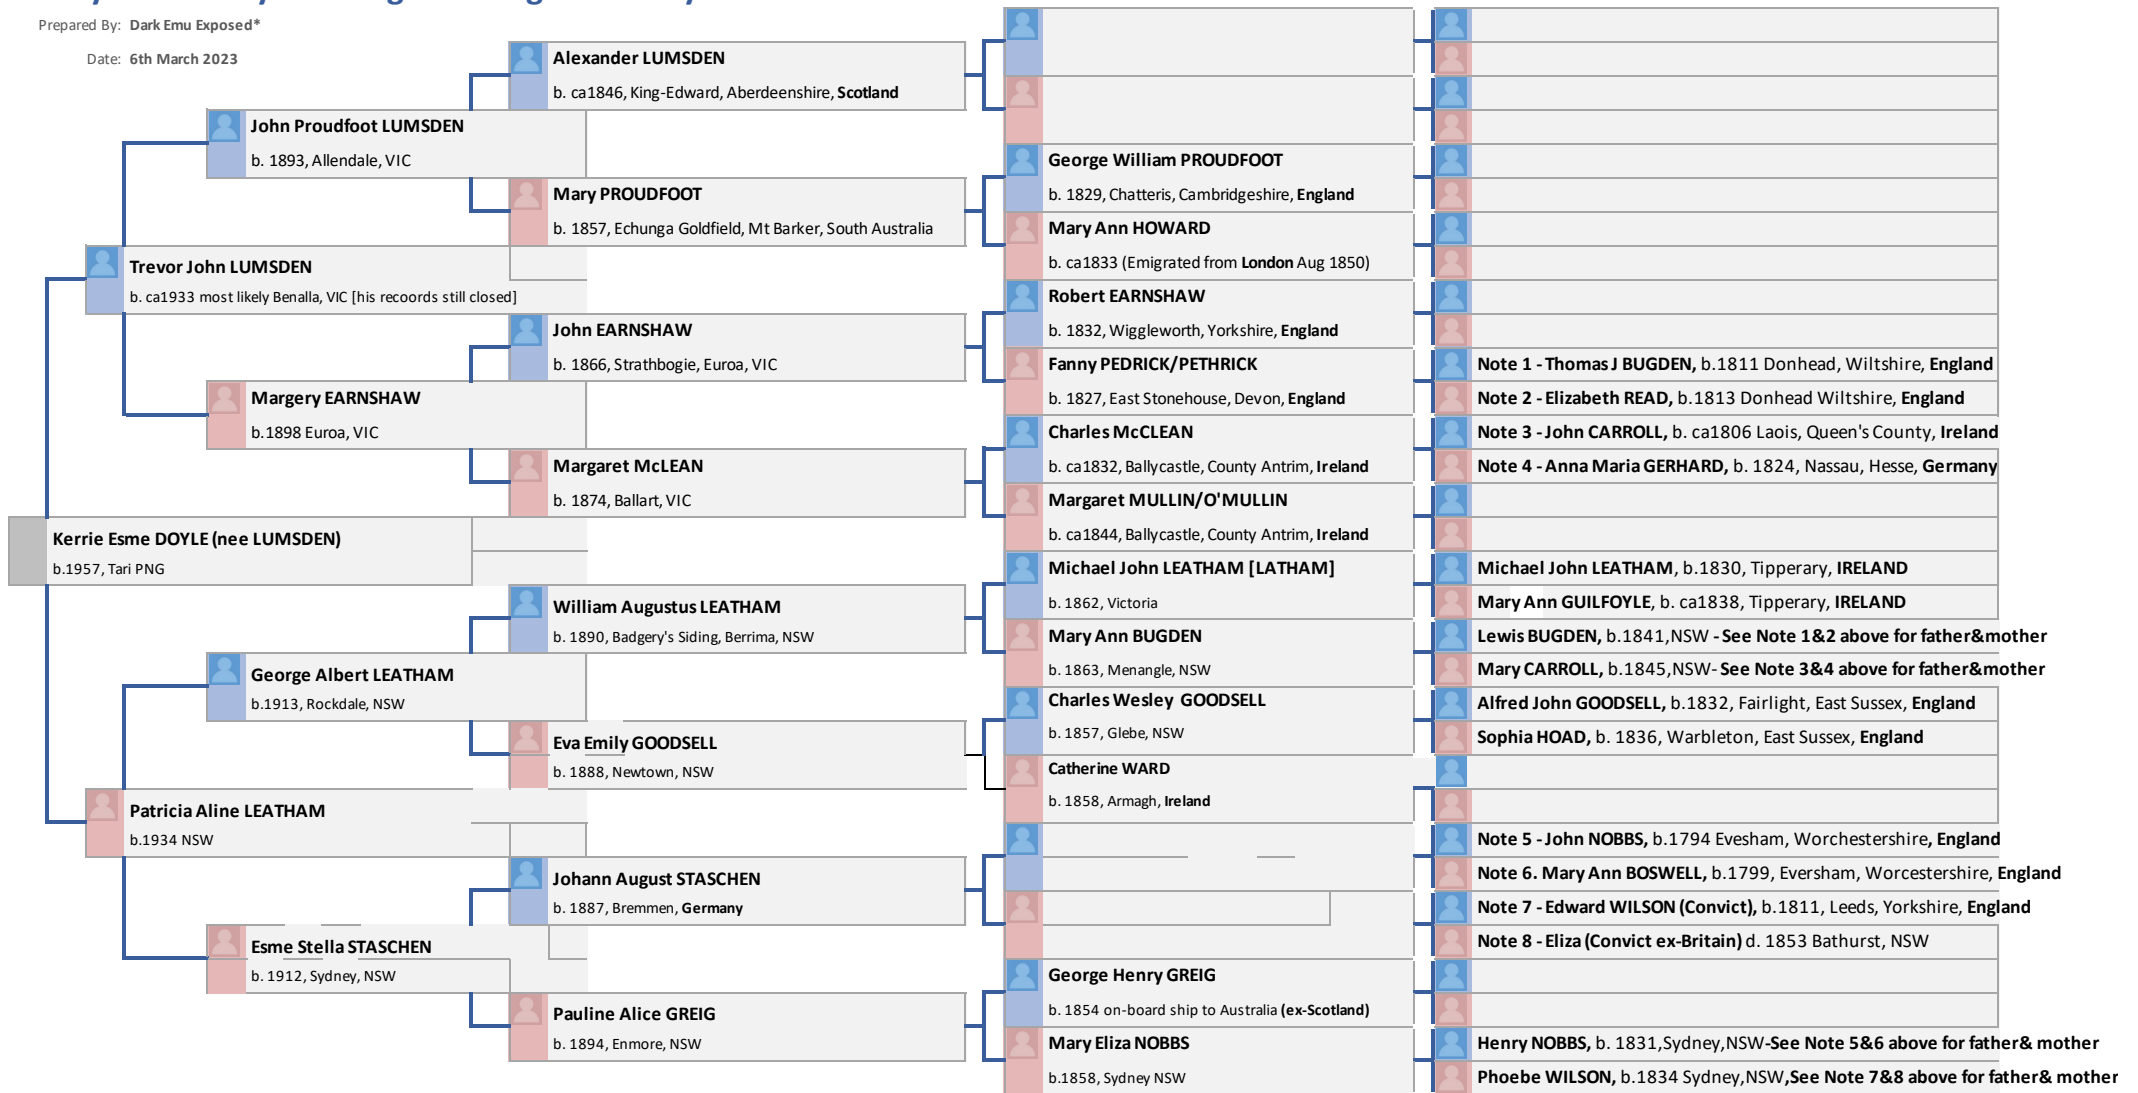 Prepared By: Dark Emu Exposed*
Date: 6th March 2023
Kerrie Esme DOYLE (nee LUMSDEN)
b.1957, Tari PNG
Trevor John LUMSDEN
b. ca1933 most likely Benalla, VIC [his recoords still closed]
Patricia Aline LEATHAM
b.1934 NSW
John Proudfoot LUMSDEN
b. 1893, Allendale, VIC
Margery EARNSHAW
b.1898 Euroa, VIC
George Albert LEATHAM
b.1913, Rockdale, NSW
Esme Stella STASCHEN
b. 1912, Sydney, NSW
Alexander LUMSDEN
b. ca1846, King-Edward, Aberdeenshire, Scotland
Mary PROUDFOOT
b. 1857, Echunga Goldfield, Mt Barker, South Australia
John EARNSHAW
b. 1866, Strathbogie, Euroa, VIC
Margaret McLEAN
b. 1874, Ballart, VIC
William Augustus LEATHAM
b. 1890, Badgery's Siding, Berrima, NSW
Eva Emily GOODSELL
b. 1888, Newtown, NSW
Johann August STASCHEN
b. 1887, Bremmen, Germany
Pauline Alice GREIG
b. 1894, Enmore, NSW
George William PROUDFOOT
b. 1829, Chatteris, Cambridgeshire, England
Mary Ann HOWARD
b. ca1833 (Emigrated from London Aug 1850)
Robert EARNSHAW
b. 1832, Wiggleworth, Yorkshire, England
Fanny PEDRICK/PETHRICK
b. 1827, East Stonehouse, Devon, England
Charles McCLEAN
b. ca1832, Ballycastle, County Antrim, Ireland
Margaret MULLIN/O'MULLIN
b. ca1844, Ballycastle, County Antrim, Ireland
Michael John LEATHAM [LATHAM]
b. 1862, Victoria
Mary Ann BUGDEN
b. 1863, Menangle, NSW
Charles Wesley GOODSELL
b. 1857, Glebe, NSW
Catherine WARD
b. 1858, Armagh, Ireland
George Henry GREIG
b. 1854 on-board ship to Australia (ex-Scotland)
Mary Eliza NOBBS
b.1858, Sydney NSW
Note 1 - Thomas J BUGDEN, b.1811 Donhead, Wiltshire, England
Note 2 - Elizabeth READ, b.1813 Donhead Wiltshire, England
Note 3 - John CARROLL, b. ca1806 Laois, Queen's County, Ireland
Note 4 - Anna Maria GERHARD, b. 1824, Nassau, Hesse, Germany
Michael John LEATHAM, b.1830, Tipperary, IRELAND
Mary Ann GUILFOYLE, b. ca1838, Tipperary, IRELAND
Lewis BUGDEN, b.1841,NSW - See Note 1&2 above for father&mother
Mary CARROLL, b.1845,NSW- See Note 3&4 above for father&mother
Alfred John GOODSELL, b.1832, Fairlight, East Sussex, England
Sophia HOAD, b. 1836, Warbleton, East Sussex, England
Note 5 - John NOBBS, b.1794 Evesham, Worchestershire, England
Note 6. Mary Ann BOSWELL, b.1799, Eversham, Worcestershire, England
Note 7 - Edward WILSON (Convict), b.1811, Leeds, Yorkshire, England
Note 8 - Eliza (Convict ex-Britain) d. 1853 Bathurst, NSW
Henry NOBBS, b. 1831,Sydney,NSW-See Note 5&6 above for father& mother
Phoebe WILSON, b.1834 Sydney,NSW,See Note 7&8 above for father& mother